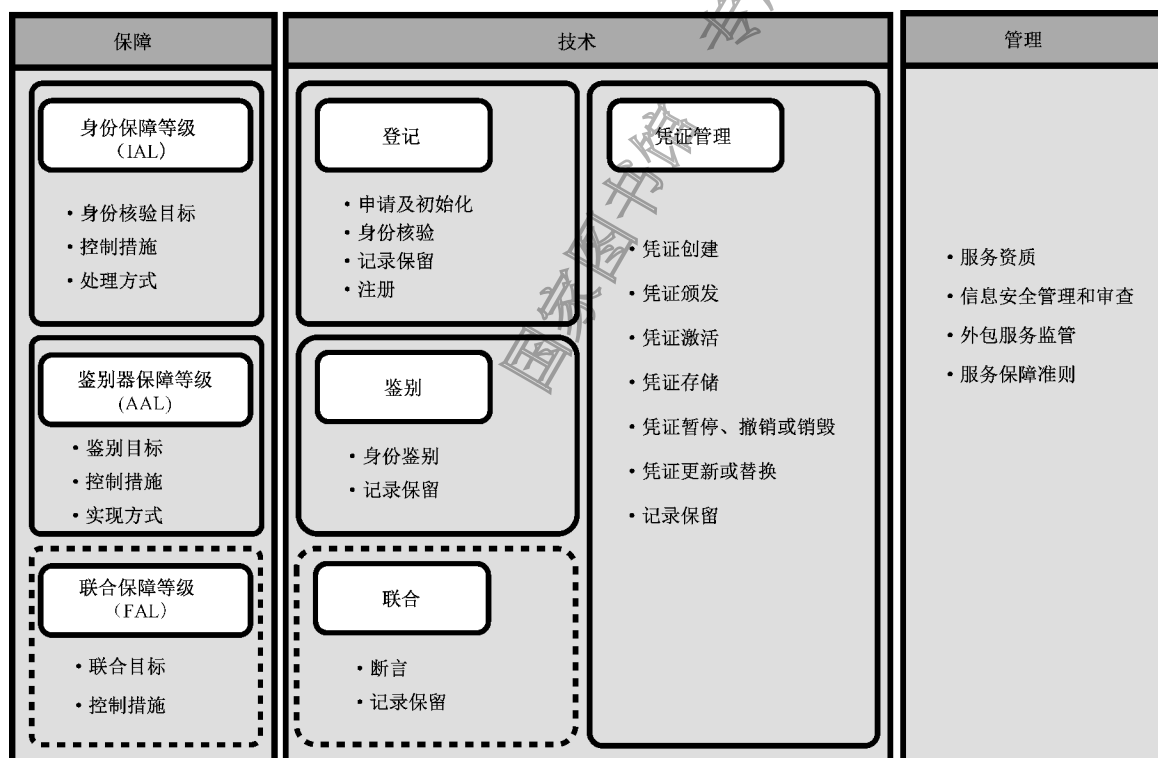 保障
身份保障等级
（IAL）
• 身份核验目标
• 控制措施
• 处理方式
鉴别器保障等级
(AAL)
• 鉴别目标
• 控制措施
• 实现方式
联合保障等级
（FAL）
• 联合目标
• 控制措施
技术
登记
• 申请及初始化
• 身份核验
• 记录保留
• 注册
鉴别
• 身份鉴别
• 记录保留
联合
• 断言
• 记录保留
凭证管理
• 凭证创建
• 凭证颁发
• 凭证激活
• 凭证存储
• 凭证暂停、撤销或销毁
• 凭证更新或替换
• 记录保留
管理
• 服务资质
• 信息安全管理和审查
• 外包服务监管
• 服务保障准则
国家图书馆